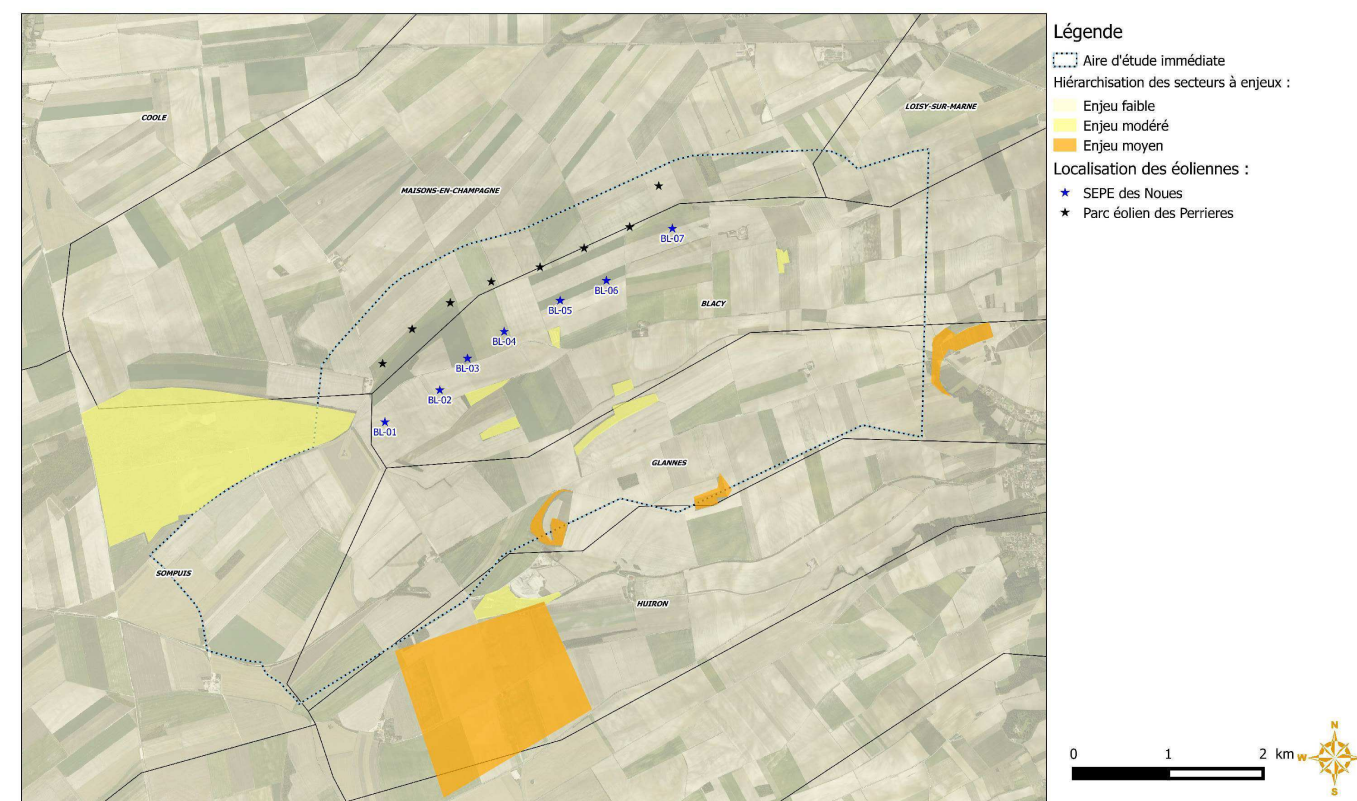 Légende
Aire d'étude immédiate
Hiérarchisation des secteurs à enjeux :
Enjeu faible
Enjeu modéré
Enjeu moyen
Localisation des éoliennes :
SEPE des Noues
Parc éolien des Perrieres
COOLE
LOISY-SUR-MARNE
MAISONS-EN-CHAMPAGNE
BL-07
BL-06
BLACY
BL-05
BL-04
BL-03
BL-02
BL-01
GLANNES
SOMPUIS
HUIRON
0 1 2 km
N
W
S